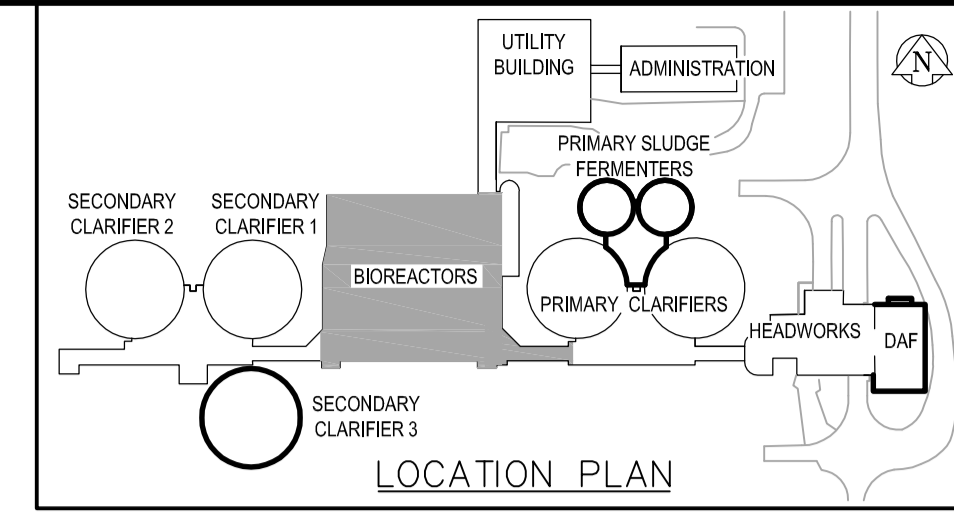 UTILITY
BUILDING
ADMINISTRATION
N
PRIMARY SLUDGE
FERMENTERS
SECONDARY
CLARIFIER 2
SECONDARY
CLARIFIER 1
BIOREACTORS
PRIMARY CLARIFIERS
HEADWORKS
DAF
SECONDARY
CLARIFIER 3
LOCATION PLAN